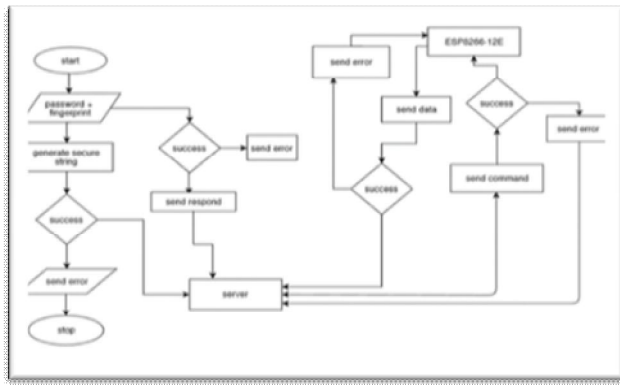 start
password +
fingerprint
generate secure
string
success
send error
stop
success
send error
send respond
server
send error
ESP8266-12E
send data
success
success
send error
send command